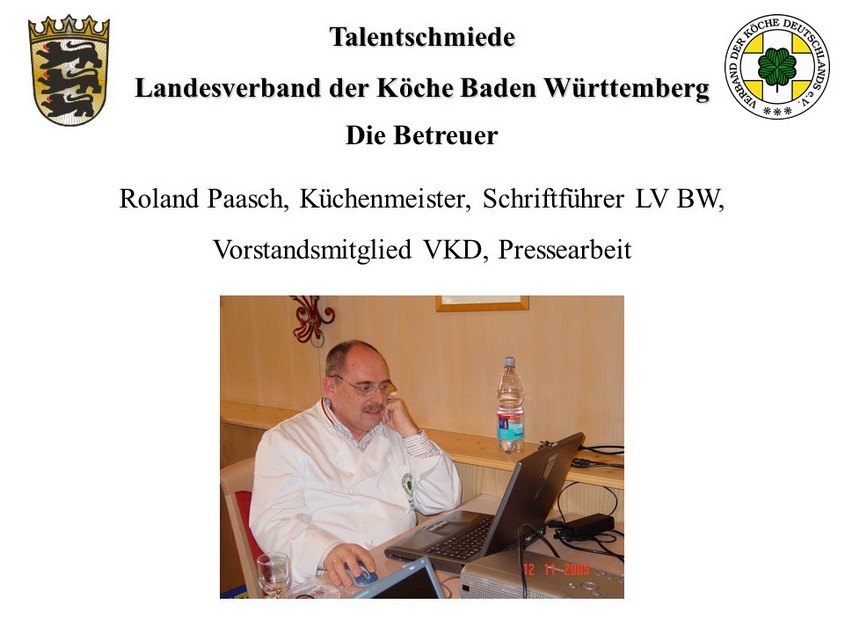 Talentschmiede
Landesverband der Köche Baden Württemberg
Die Betreuer
VERBAND DER KÖCHE DEUTSCHLANDS e.V.
Roland Paasch, Küchenmeister, Schriftführer LV BW,
Vorstandsmitglied VKD, Pressearbeit
12 11 2005